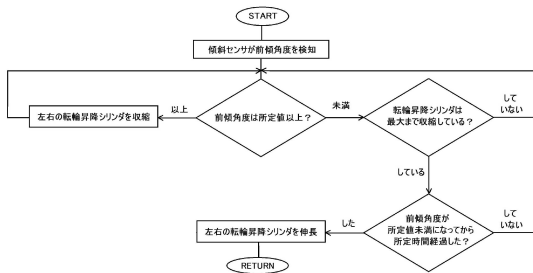 START
傾斜センサが前傾角度を検知
左右の転輪昇降シリンダを収縮
以上
前傾角度は所定値以上？
未満
転輪昇降シリンダは
最大まで収縮している？
して
いない
している
左右の転輪昇降シリンダを伸長
した
前傾角度が
所定値未満になってから
所定時間経過した？
して
いない
RETURN